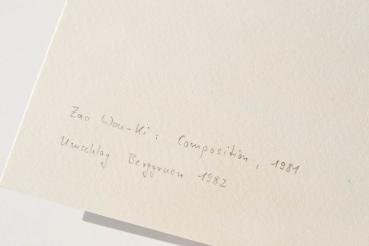 Zao Wou-Ki: Composition, 1981
Umschlag Berggruen 1982